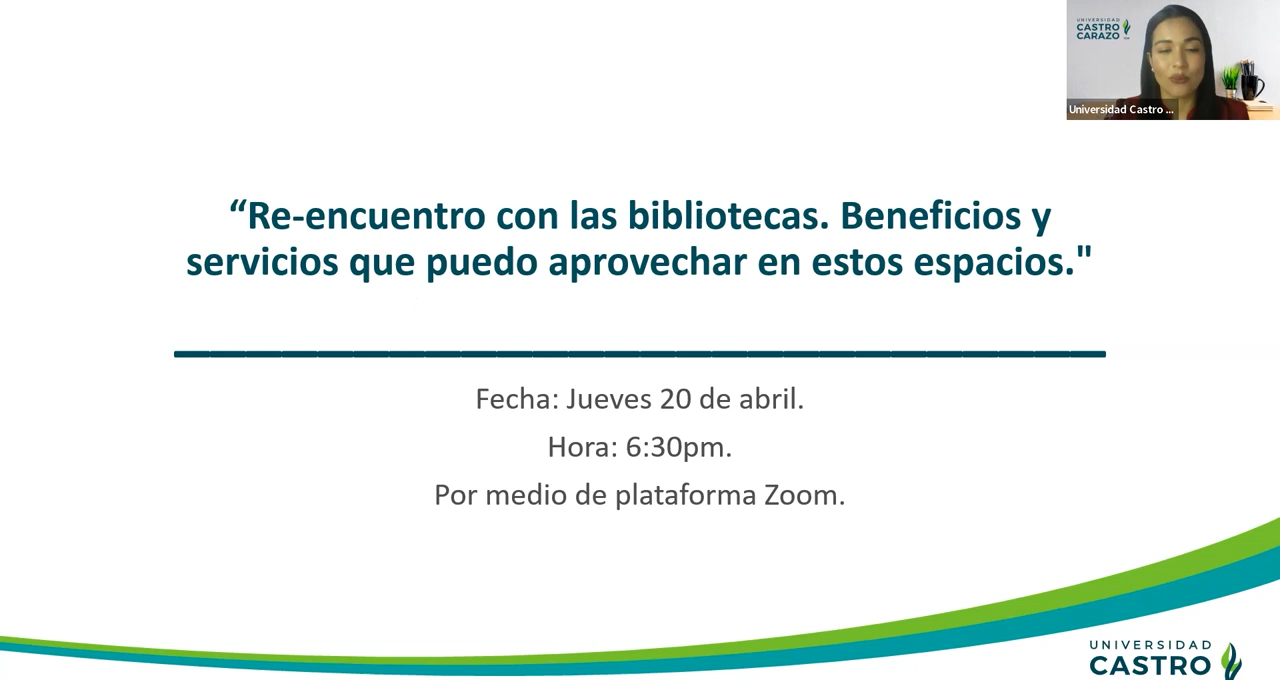 UNIVERSIDAD
CASTRO
CARAZO
Universidad Castro ...
“Re-encuentro con las bibliotecas. Beneficios y
servicios que puedo aprovechar en estos espacios."
Fecha: Jueves 20 de abril.
Hora: 6:30pm.
Por medio de plataforma Zoom.
UNIVERSIDAD
CASTRO